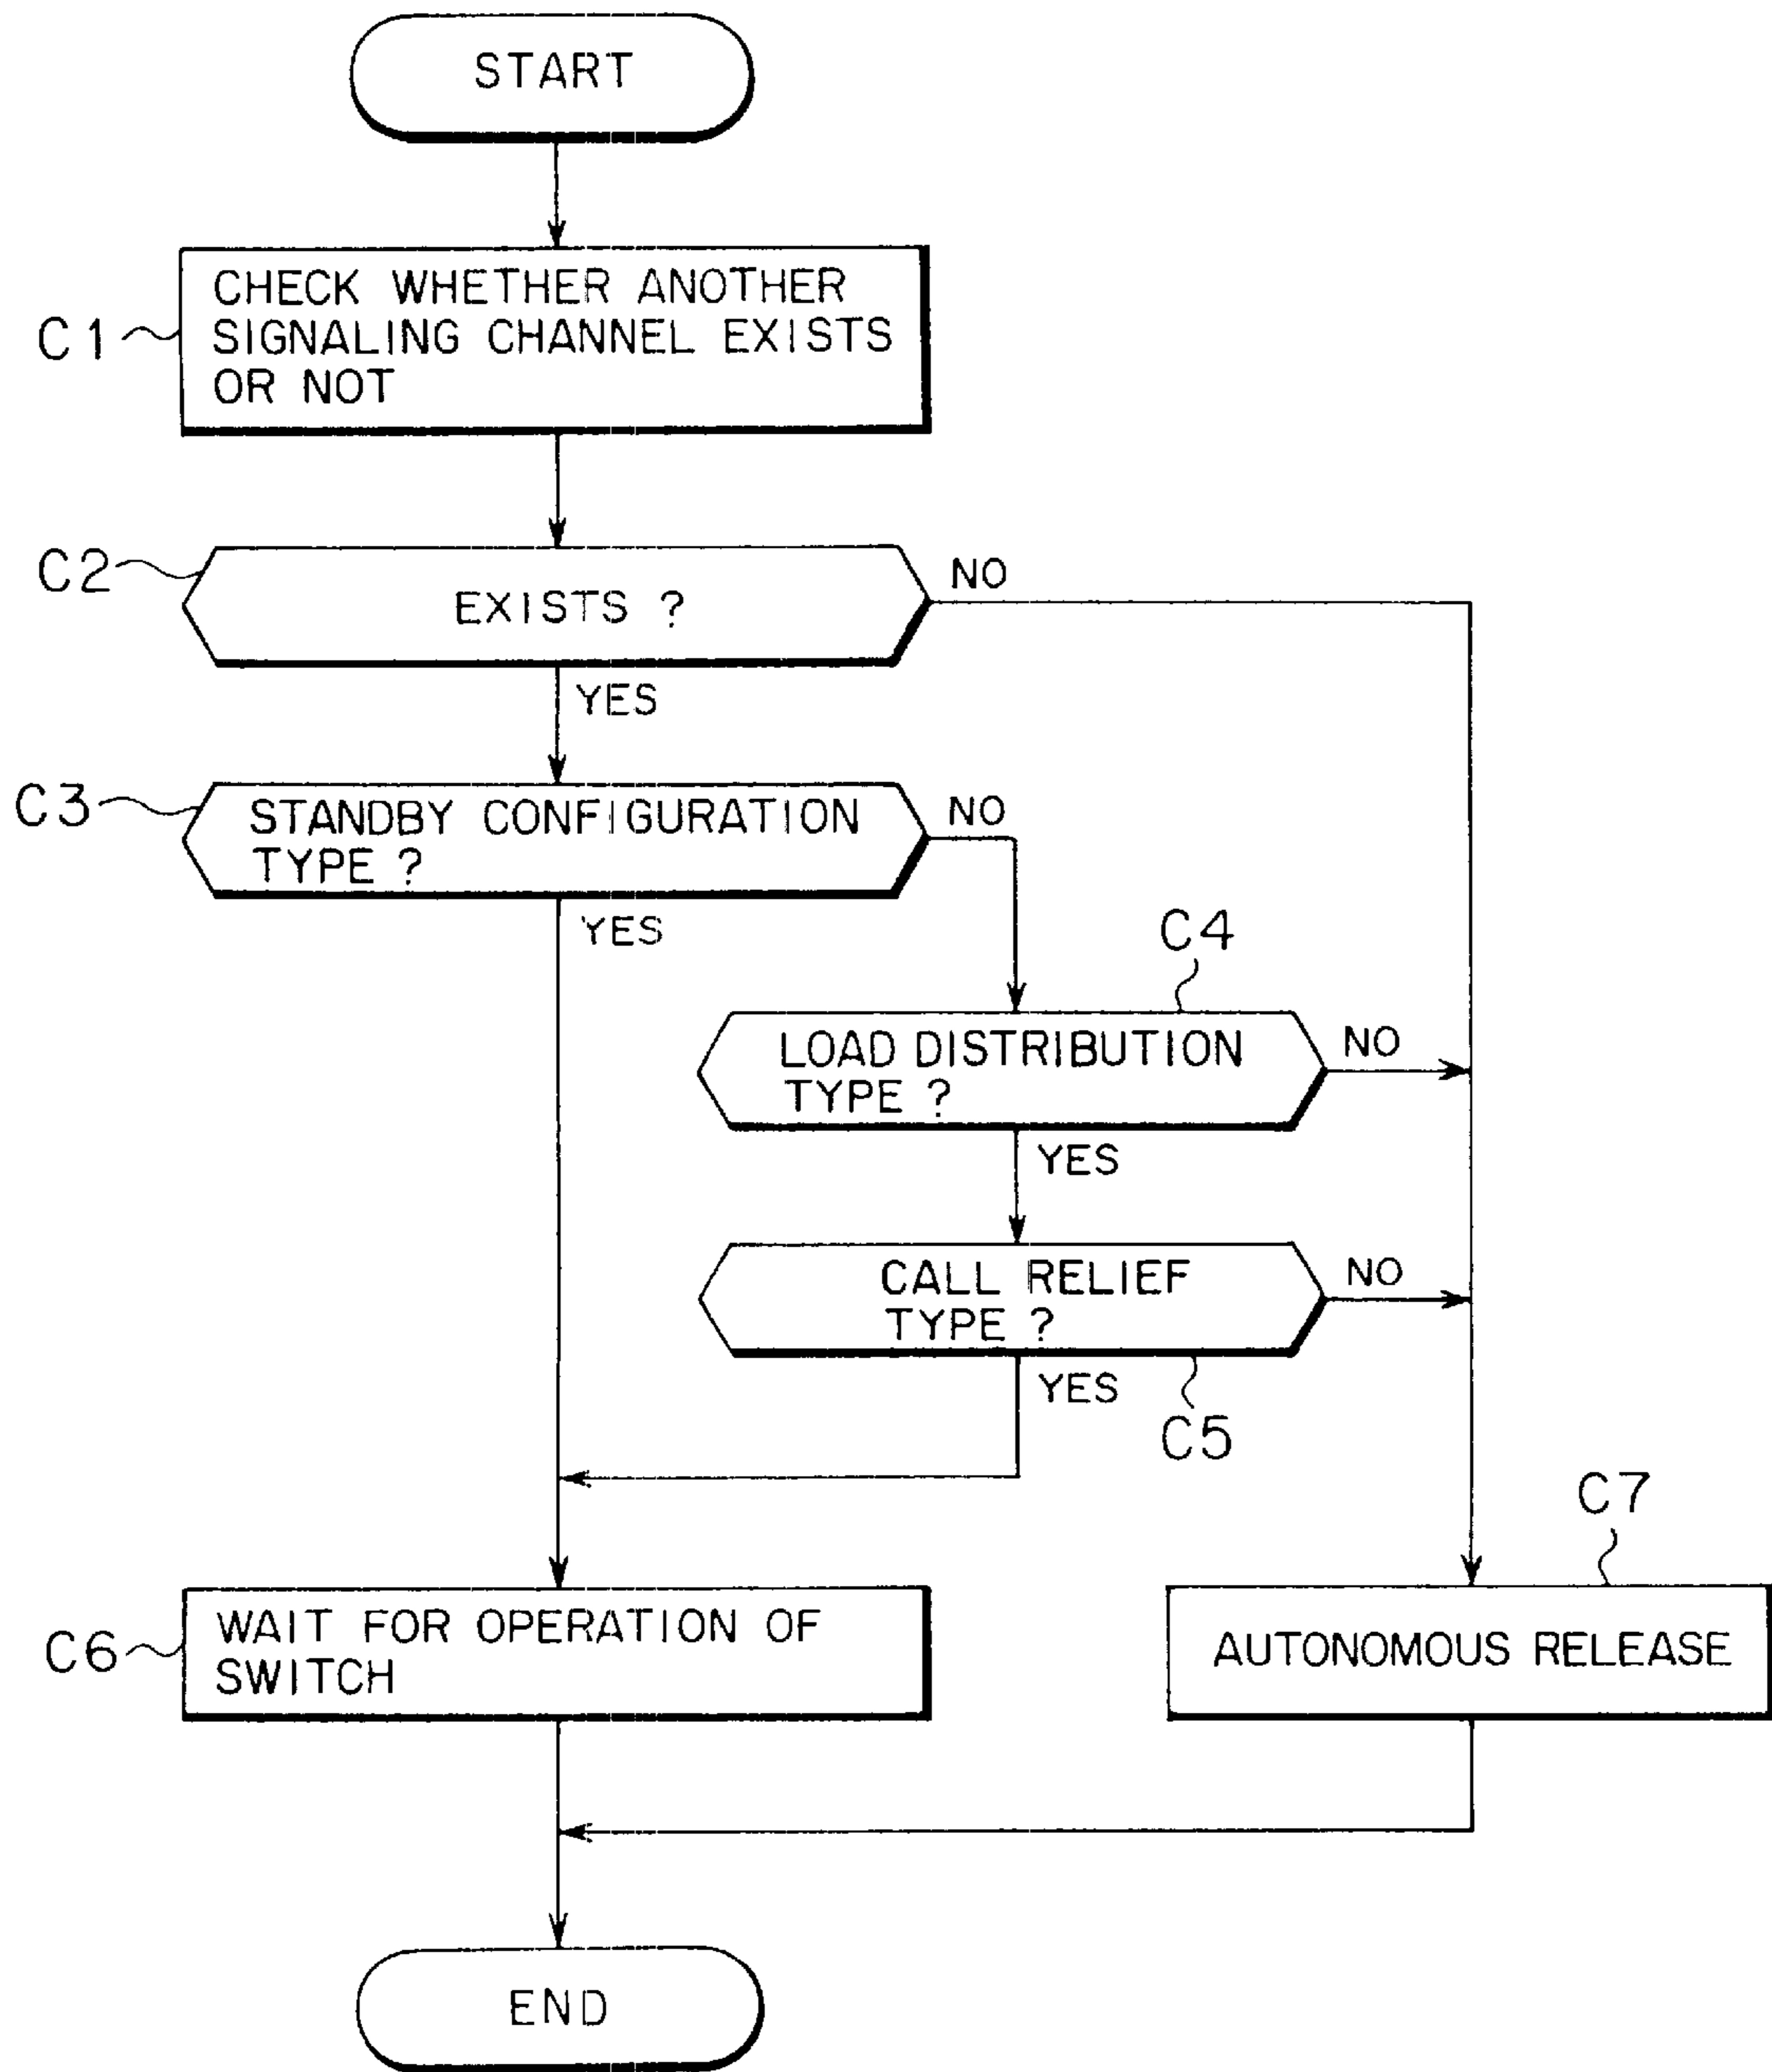 START
CHECK WHETHER ANOTHER
SIGNALING CHANNEL EXISTS
OR NOT
C1
C2
EXISTS ?
NO
YES
C3
STANDBY CONFIGURATION
TYPE ?
NO
YES
C4
LOAD DISTRIBUTION
TYPE ?
NO
YES
CALL RELIEF
TYPE ?
NO
YES
C5
C7
C6
WAIT FOR OPERATION OF
SWITCH
AUTONOMOUS RELEASE
END